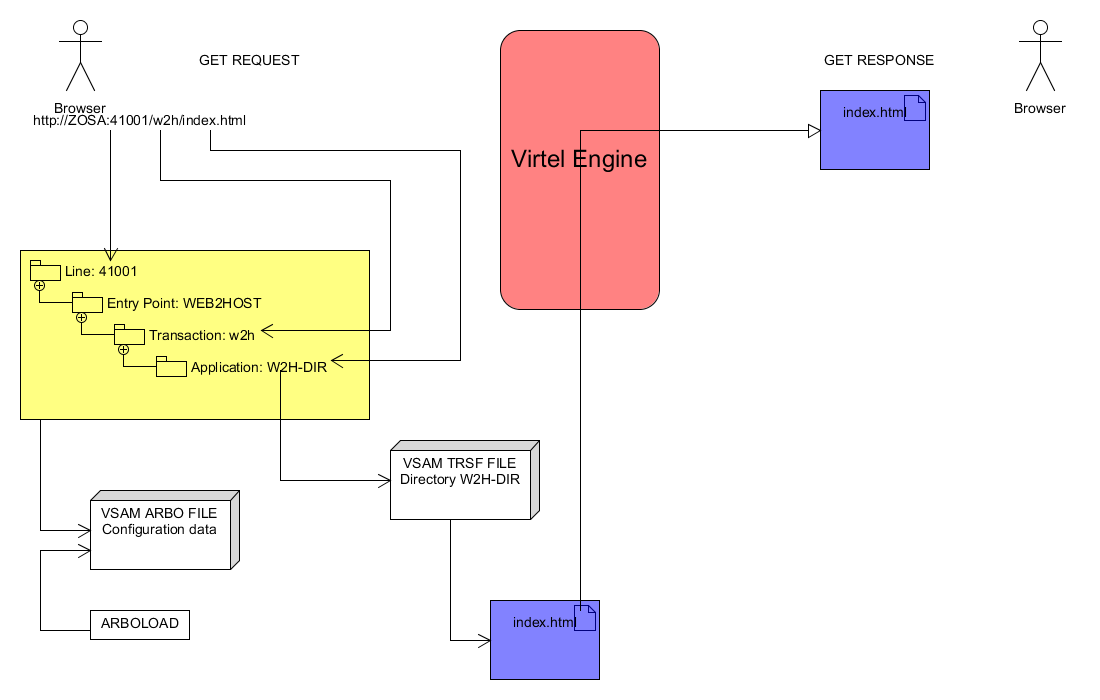 GET REQUEST
GET RESPONSE
Browser
http://ZOSA:41001/w2h/index.html
Virtel Engine
index.html
Browser
Line: 41001
Entry Point: WEB2HOST
Transaction: w2h
Application: W2H-DIR
VSAM TRSF FILE
Directory W2H-DIR
VSAM ARBO FILE
Configuration data
ARBOLOAD
index.html